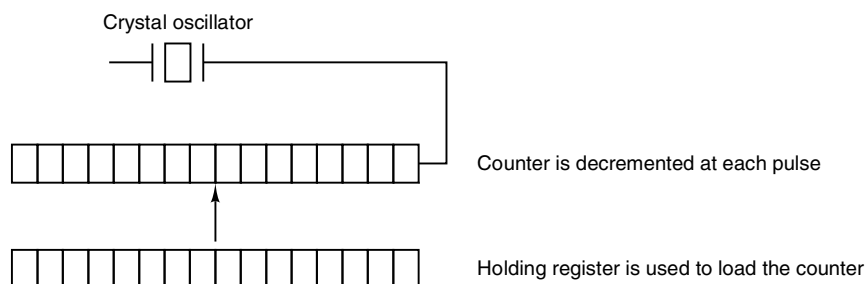 Crystal oscillator
Counter is decremented at each pulse
Holding register is used to load the counter